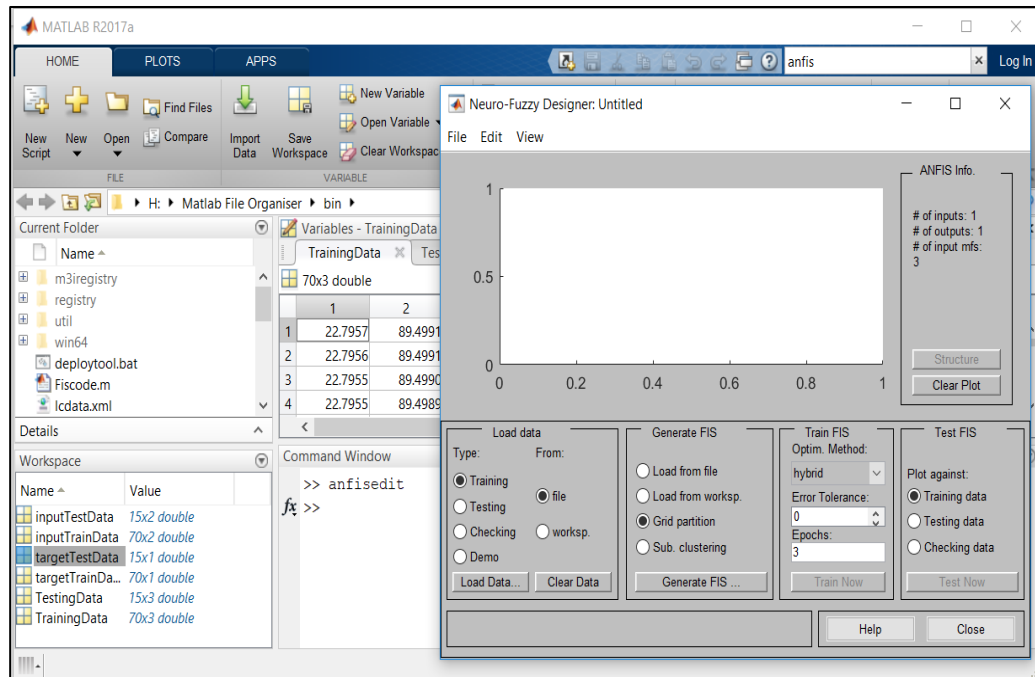 MATLAB R2017a
HOME PLOTS APPS
anfis
Log In
New Script
New
Open
Find Files
Compare
Import Data
Save Workspace
New Variable
Open Variable
Clear Workspac
FILE
VARIABLE
H: Matlab File Organiser bin
Current Folder
Name
m3iregistry
registry
util
win64
deploytool.bat
Fiscode.m
lcdata.xml
Details
Workspace
Name Value
inputTestData 15x2 double
inputTrainData 70x2 double
targetTestData 15x1 double
targetTrainDa... 70x1 double
TestingData 15x3 double
TrainingData 70x3 double
Variables - TrainingData
TrainingData Tes
70x3 double
1 2
1 22.7957 89.4991
2 22.7956 89.4991
3 22.7955 89.4990
4 22.7955 89.4989
Command Window
>> anfisedit
fx >>
Neuro-Fuzzy Designer: Untitled
File Edit View
1
0.5
0
0 0.2 0.4 0.6 0.8 1
ANFIS Info.
# of inputs: 1
# of outputs: 1
# of input mfs:
3
Structure
Clear Plot
Load data
Type: From:
Training
Testing
Checking
Demo
file
worksp.
Load Data... Clear Data
Generate FIS
Load from file
Load from worksp.
Grid partition
Sub. clustering
Generate FIS ...
Train FIS
Optim. Method:
hybrid
Error Tolerance:
0
Epochs:
3
Train Now
Test FIS
Plot against:
Training data
Testing data
Checking data
Test Now
Help
Close